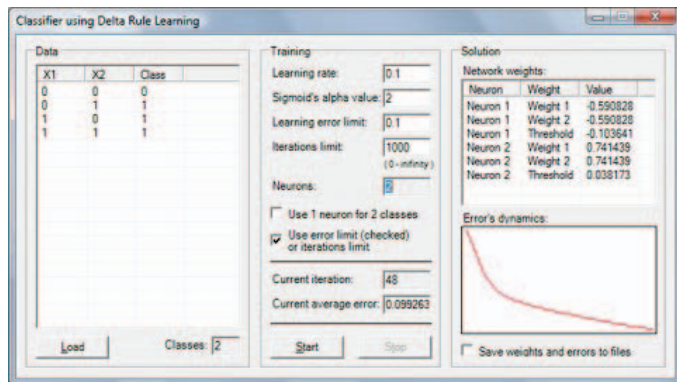 Classifier using Delta Rule Learning
Data
X1 X2 Class
0 0 0
0 1 1
1 0 1
1 1 1
Load
Classes: 2
Training
Learning rate: 0.1
Sigmoid's alpha value: 2
Learning error limit: 0.1
Iterations limit: 1000
( 0 - infinity )
Neurons: 2
Use 1 neuron for 2 classes
Use error limit (checked)
or iterations limit
Current iteration: 48
Current average error: 0.099263
Start
Stop
Solution
Network weights:
Neuron Weight Value
Neuron 1 Weight 1 -0.590828
Neuron 1 Weight 2 -0.590828
Neuron 1 Threshold -0.103641
Neuron 2 Weight 1 0.741439
Neuron 2 Weight 2 0.741439
Neuron 2 Threshold 0.038173
Error's dynamics:
Save weights and errors to files